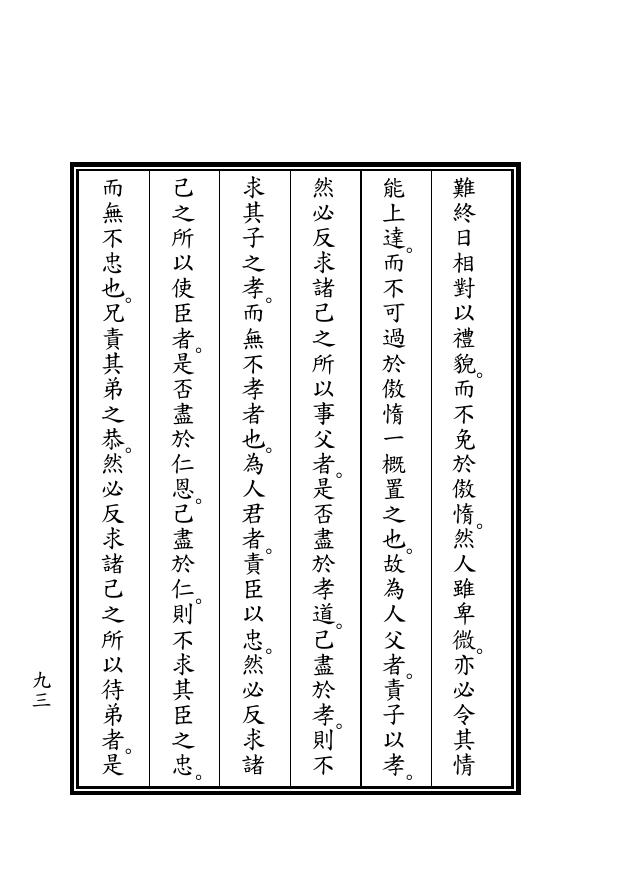 難終日相對以禮貌。而不免於傲惰。然人雖卑微。亦必令其情
能上達。而不可過於傲惰一概置之也。故為人父者。責子以孝。
然必反求諸己之所以事父者。是否盡於孝道。己盡於孝。則不
求其子之孝。而無不孝者也。為人君者。責臣以忠。然必反求諸
己之所以使臣者。是否盡於仁恩。己盡於仁。則不求其臣之忠。
而無不忠也。兄責其弟之恭。然必反求諸己之所以待弟者。是
九三